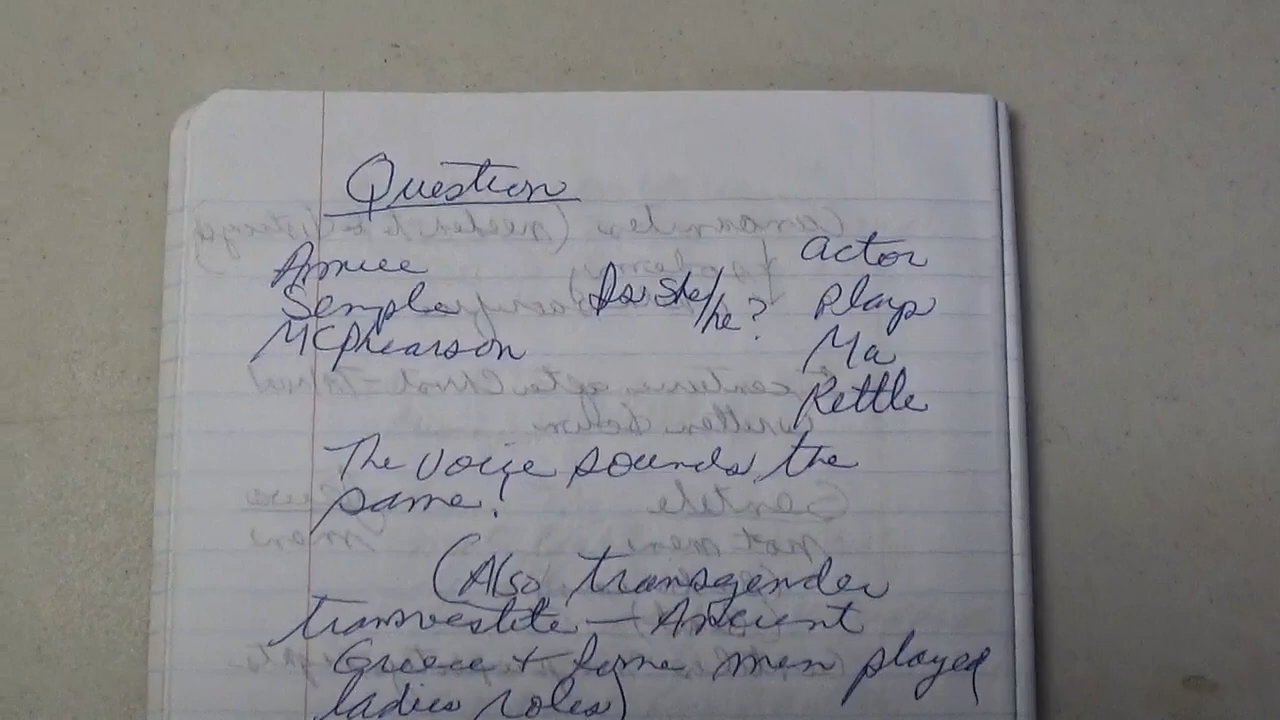 Question
Aimee
Semple
McPhearson
Is she/he?
actor
plays
Ma
Kettle
The voice sounds the
same!
(Also transgender
transvestite — Ancient
Greece + Rome men played
ladies roles)